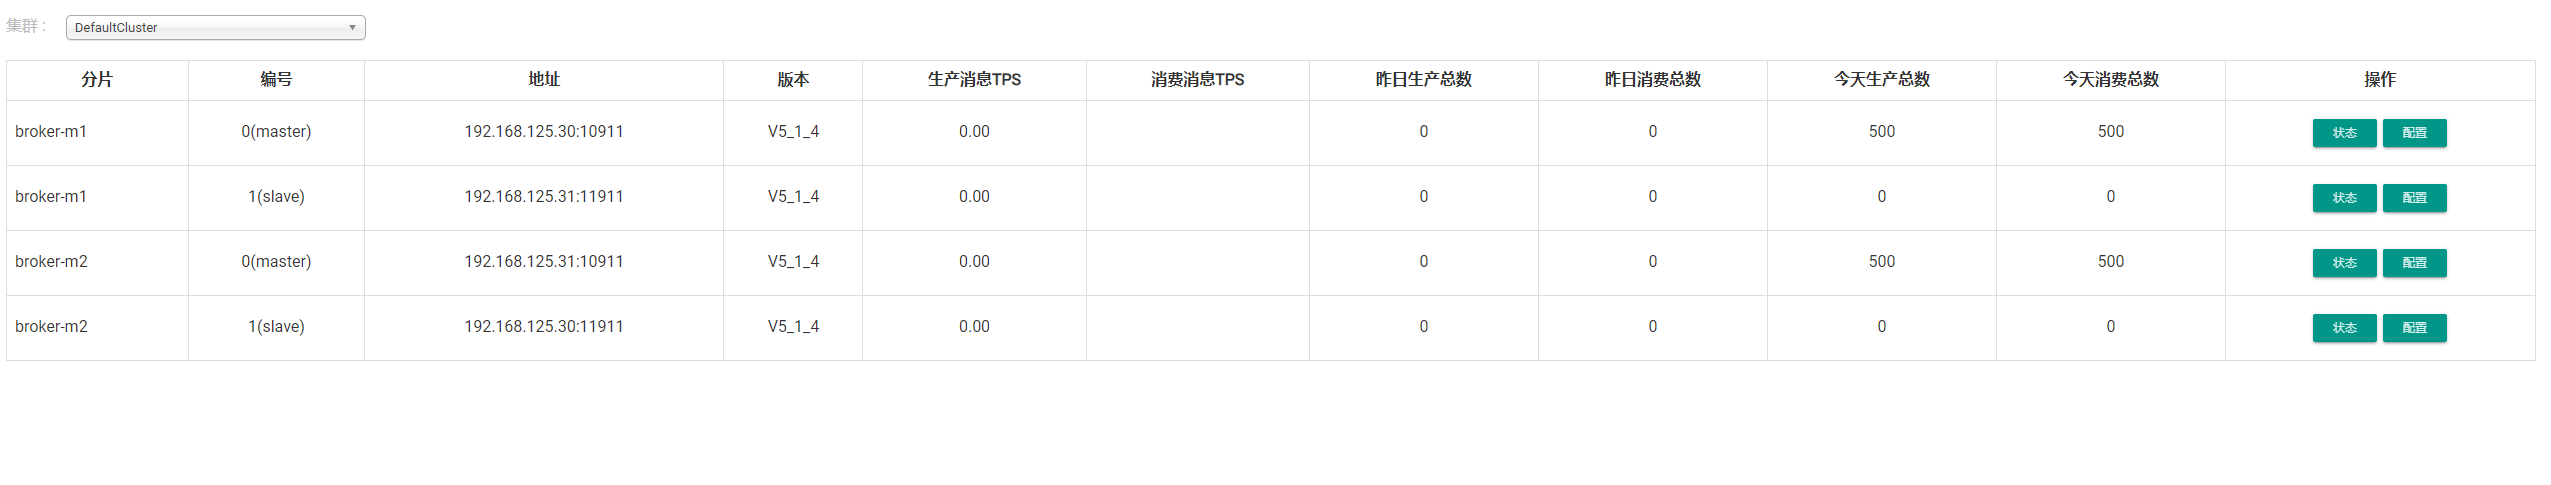 集群 : DefaultCluster
分片 编号 地址 版本 生产消息TPS 消费消息TPS 昨日生产总数 昨日消费总数 今天生产总数 今天消费总数 操作
broker-m1 0(master) 192.168.125.30:10911 V5_1_4 0.00 0 0 500 500 状态 配置
broker-m1 1(slave) 192.168.125.31:11911 V5_1_4 0.00 0 0 0 0 状态 配置
broker-m2 0(master) 192.168.125.31:10911 V5_1_4 0.00 0 0 500 500 状态 配置
broker-m2 1(slave) 192.168.125.30:11911 V5_1_4 0.00 0 0 0 0 状态 配置